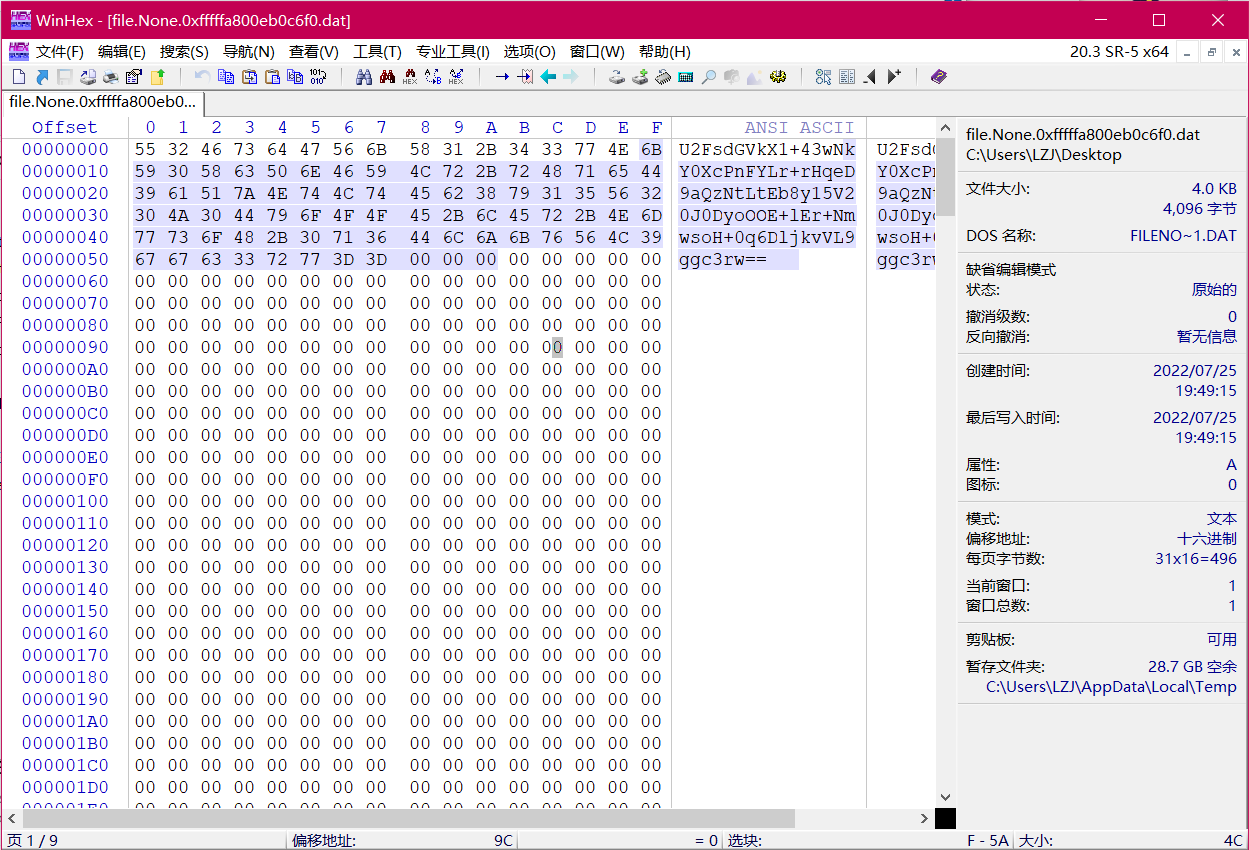 WinHex - [file.None.0xfffffa800eb0c6f0.dat]
文件(F) 编辑(E) 搜索(S) 导航(N) 查看(V) 工具(T) 专业工具(I) 选项(O) 窗口(W) 帮助(H) 20.3 SR-5 x64
file.None.0xfffffa800eb0...
Offset 0 1 2 3 4 5 6 7 8 9 A B C D E F ANSI ASCII
00000000 55 32 46 73 64 47 56 6B 58 31 2B 34 33 77 4E 6B U2FsdGVkX1+43wNk U2FsdG
00000010 59 30 58 63 50 6E 46 59 4C 72 2B 72 48 71 65 44 Y0XcPnFYLr+rHqeD Y0XcPn
00000020 39 61 51 7A 4E 74 4C 74 45 62 38 79 31 35 56 32 9aQzNtLtEb8y15V2 9aQzNt
00000030 30 4A 30 44 79 6F 4F 4F 45 2B 6C 45 72 2B 4E 6D 0J0DyoOOE+lEr+Nm 0J0Dyo
00000040 77 73 6F 48 2B 30 71 36 44 6C 6A 6B 76 56 4C 39 wsoH+0q6DljkvVL9 wsoH+0
00000050 67 67 63 33 72 77 3D 3D 00 00 00 00 00 00 00 00 ggc3rw== ggc3rw
00000060 00 00 00 00 00 00 00 00 00 00 00 00 00 00 00 00
00000070 00 00 00 00 00 00 00 00 00 00 00 00 00 00 00 00
00000080 00 00 00 00 00 00 00 00 00 00 00 00 00 00 00 00
00000090 00 00 00 00 00 00 00 00 00 00 00 00 00 00 00 00
000000A0 00 00 00 00 00 00 00 00 00 00 00 00 00 00 00 00
000000B0 00 00 00 00 00 00 00 00 00 00 00 00 00 00 00 00
000000C0 00 00 00 00 00 00 00 00 00 00 00 00 00 00 00 00
000000D0 00 00 00 00 00 00 00 00 00 00 00 00 00 00 00 00
000000E0 00 00 00 00 00 00 00 00 00 00 00 00 00 00 00 00
000000F0 00 00 00 00 00 00 00 00 00 00 00 00 00 00 00 00
00000100 00 00 00 00 00 00 00 00 00 00 00 00 00 00 00 00
00000110 00 00 00 00 00 00 00 00 00 00 00 00 00 00 00 00
00000120 00 00 00 00 00 00 00 00 00 00 00 00 00 00 00 00
00000130 00 00 00 00 00 00 00 00 00 00 00 00 00 00 00 00
00000140 00 00 00 00 00 00 00 00 00 00 00 00 00 00 00 00
00000150 00 00 00 00 00 00 00 00 00 00 00 00 00 00 00 00
00000160 00 00 00 00 00 00 00 00 00 00 00 00 00 00 00 00
00000170 00 00 00 00 00 00 00 00 00 00 00 00 00 00 00 00
00000180 00 00 00 00 00 00 00 00 00 00 00 00 00 00 00 00
00000190 00 00 00 00 00 00 00 00 00 00 00 00 00 00 00 00
000001A0 00 00 00 00 00 00 00 00 00 00 00 00 00 00 00 00
000001B0 00 00 00 00 00 00 00 00 00 00 00 00 00 00 00 00
000001C0 00 00 00 00 00 00 00 00 00 00 00 00 00 00 00 00
000001D0 00 00 00 00 00 00 00 00 00 00 00 00 00 00 00 00
file.None.0xfffffa800eb0c6f0.dat
C:\Users\LZJ\Desktop
文件大小: 4.0 KB
4,096 字节
DOS 名称: FILENO~1.DAT
缺省编辑模式
状态: 原始的
撤消级数: 0
反向撤消: 暂无信息
创建时间: 2022/07/25
19:49:15
最后写入时间: 2022/07/25
19:49:15
属性: A
图标: 0
模式: 文本
偏移地址: 十六进制
每页字节数: 31x16=496
当前窗口: 1
窗口总数: 1
剪贴板: 可用
暂存文件夹: 28.7 GB 空余
C:\Users\LZJ\AppData\Local\Temp
页 1 / 9 偏移地址: 9C = 0 选块: F - 5A 大小: 4C